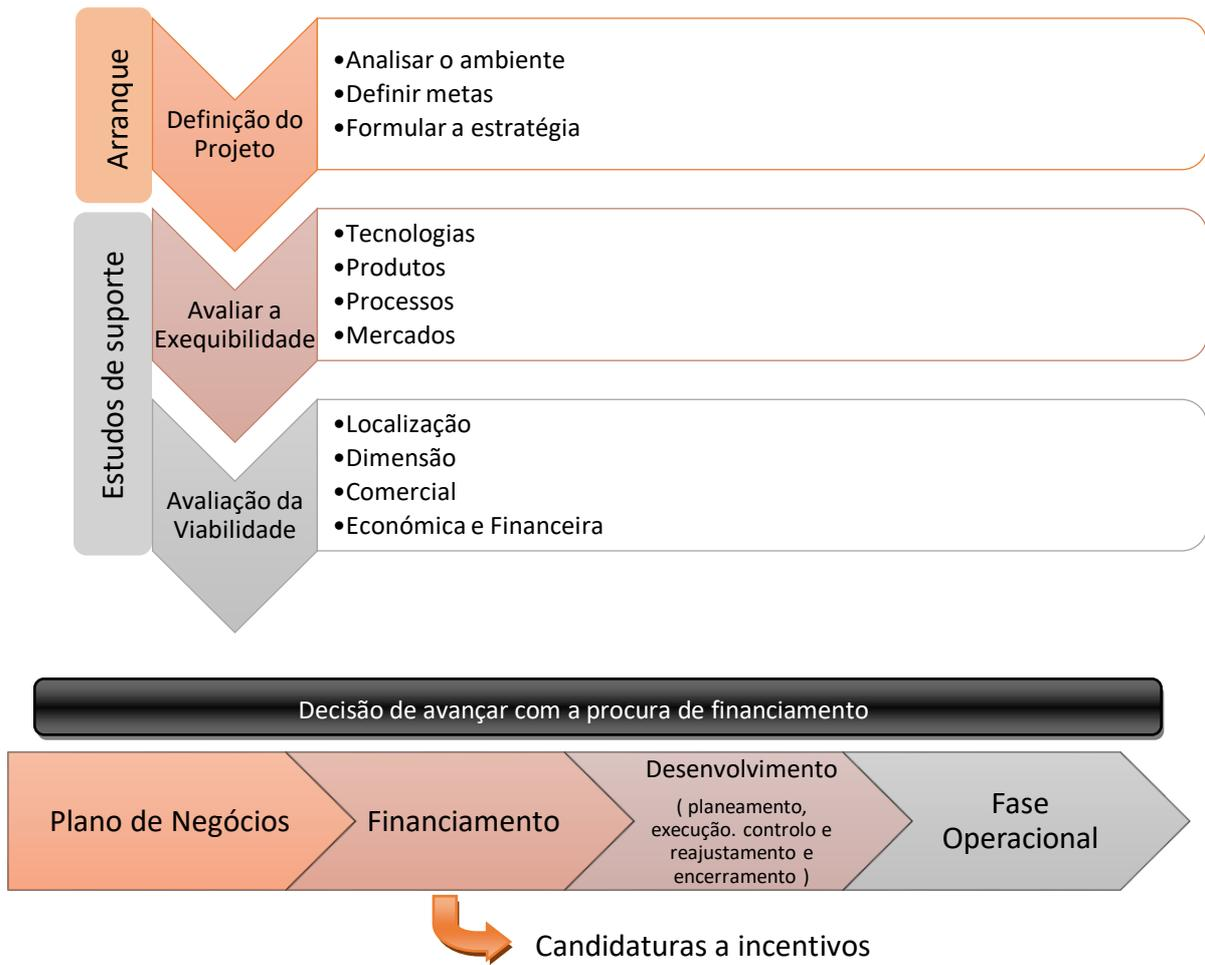 Arranque
Definição do
Projeto
•Analisar o ambiente
•Definir metas
•Formular a estratégia
Estudos de suporte
Avaliar a
Exequibilidade
•Tecnologias
•Produtos
•Processos
•Mercados
Avaliação da
Viabilidade
•Localização
•Dimensão
•Comercial
•Económica e Financeira
Decisão de avançar com a procura de financiamento
Plano de Negócios
Financiamento
Desenvolvimento
( planeamento,
execução. controlo e
reajustamento e
encerramento )
Fase
Operacional
Candidaturas a incentivos